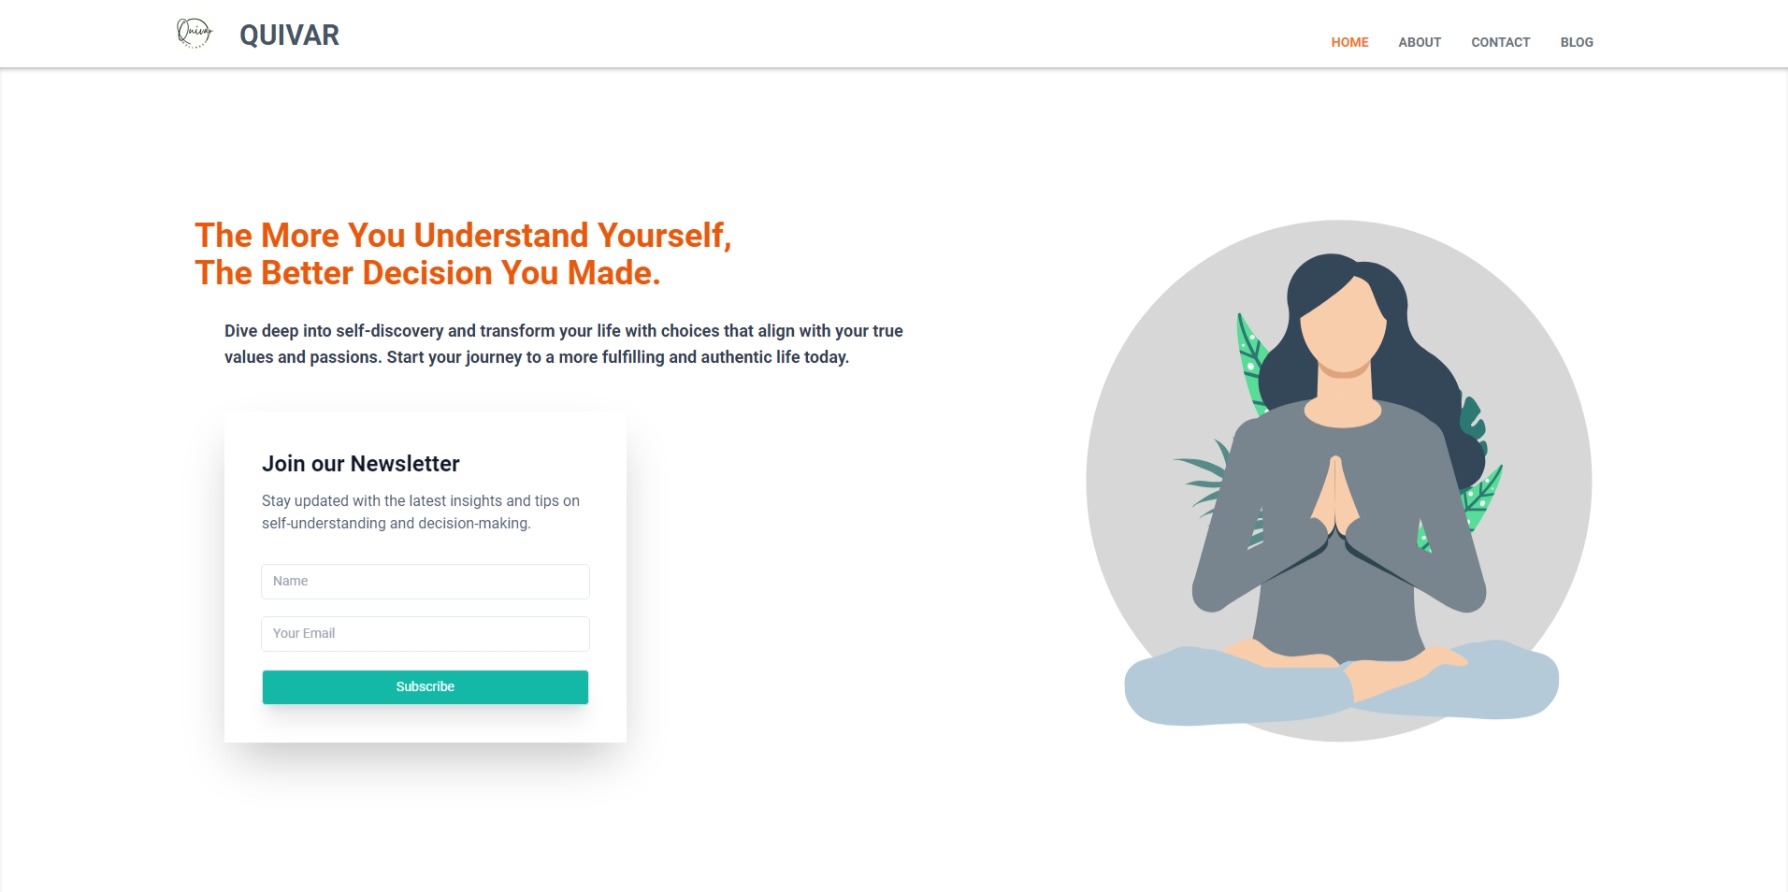 Quivar
QUIVAR
HOME
ABOUT
CONTACT
BLOG
The More You Understand Yourself,
The Better Decision You Made.
Dive deep into self-discovery and transform your life with choices that align with your true
values and passions. Start your journey to a more fulfilling and authentic life today.
Join our Newsletter
Stay updated with the latest insights and tips on
self-understanding and decision-making.
Name
Your Email
Subscribe